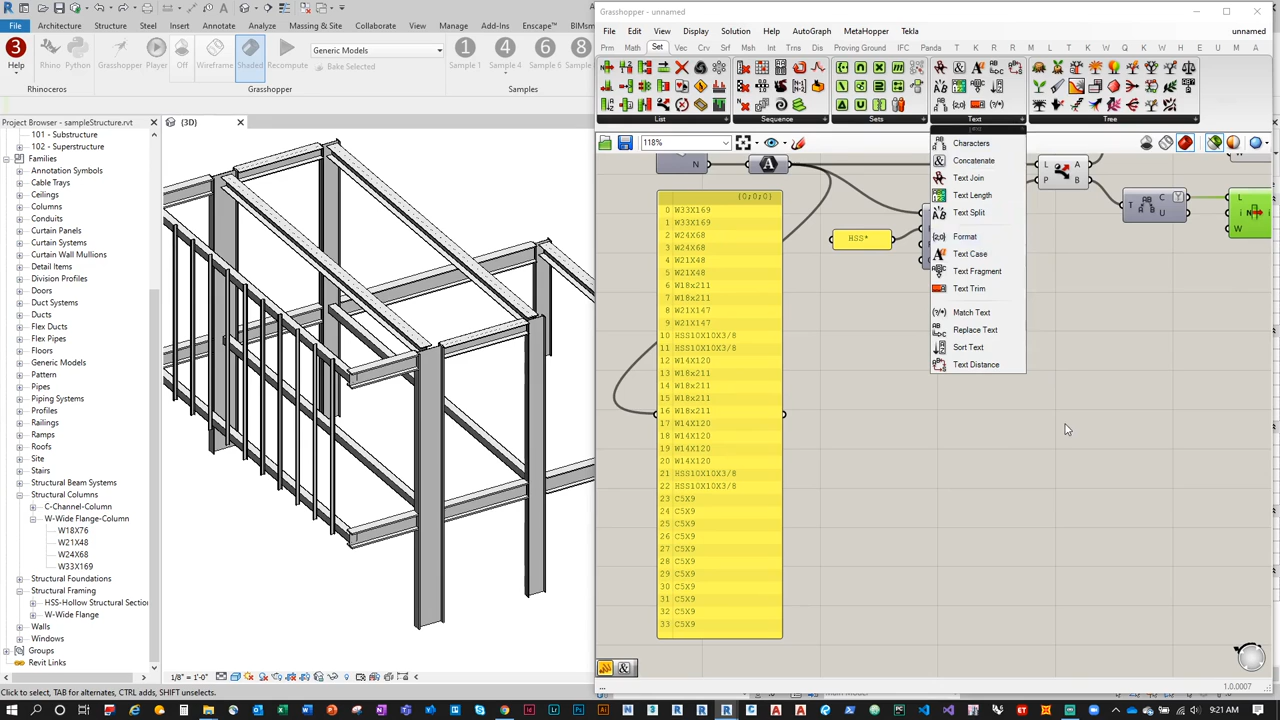 File
Architecture
Structure
Steel
Insert
Annotate
Analyze
Massing & Site
Collaborate
View
Manage
Add-Ins
Enscape™
BIMsm
Help
Rhino
Python
Grasshopper
Player
Off
Wireframe
Shaded
Recompute
Generic Models
Bake Selected
Sample 1
Sample 4
Sample 6
Sample 8
Rhinoceros
Grasshopper
Samples
Project Browser - sampleStructure.rvt
{3D}
101 - Substructure
102 - Superstructure
Families
Annotation Symbols
Cable Trays
Ceilings
Columns
Conduits
Curtain Panels
Curtain Systems
Curtain Wall Mullions
Detail Items
Division Profiles
Doors
Duct Systems
Flex Ducts
Flex Pipes
Floors
Generic Models
Pattern
Pipes
Piping Systems
Profiles
Railings
Ramps
Roofs
Site
Stairs
Structural Beam Systems
Structural Columns
C-Channel-Column
W-Wide Flange-Column
W18X76
W21X48
W24X68
W33X169
Structural Foundations
Structural Framing
HSS-Hollow Structural Sectio
W-Wide Flange
Walls
Windows
Groups
Revit Links
1/8" = 1'-0"
Click to select, TAB for alternates, CTRL adds, SHIFT unselects.
Grasshopper - unnamed
File
Edit
View
Display
Solution
Help
AutoGraph
MetaHopper
Tekla
unnamed
Prm
Math
Set
Vec
Crv
Srf
Msh
Int
Trns
Dis
PanelingTools
Kangaroo
IFC
Panda
List
Sequence
Sets
Text
Tree
118%
Characters
Concatenate
Text Join
Text Length
Text Split
Format
Text Case
Text Fragment
Text Trim
Match Text
Replace Text
Sort Text
Text Distance
N
A
L
P
A
B
T
C
U
L
i
W
N
HSS*
{0;0;0}
0 W33X169
1 W33X169
2 W24X68
3 W24X68
4 W21X48
5 W21X48
6 W18x211
7 W18x211
8 W21X147
9 W21X147
10 HSS10X10X3/8
11 HSS10X10X3/8
12 W14X120
13 W18x211
14 W18x211
15 W18x211
16 W18x211
17 W14X120
18 W14X120
19 W14X120
20 W14X120
21 HSS10X10X3/8
22 HSS10X10X3/8
23 C5X9
24 C5X9
25 C5X9
26 C5X9
27 C5X9
28 C5X9
29 C5X9
30 C5X9
31 C5X9
32 C5X9
33 C5X9
...
1.0.0007
9:21 AM